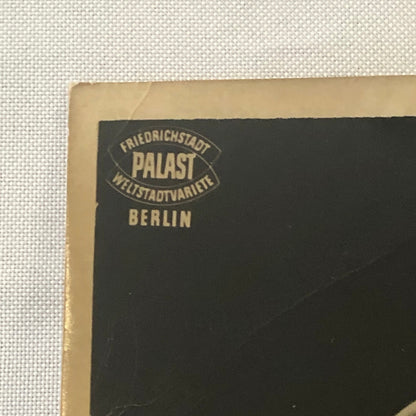 FRIEDRICHSTADT
PALAST
WELTSTADTVARIETE
BERLIN